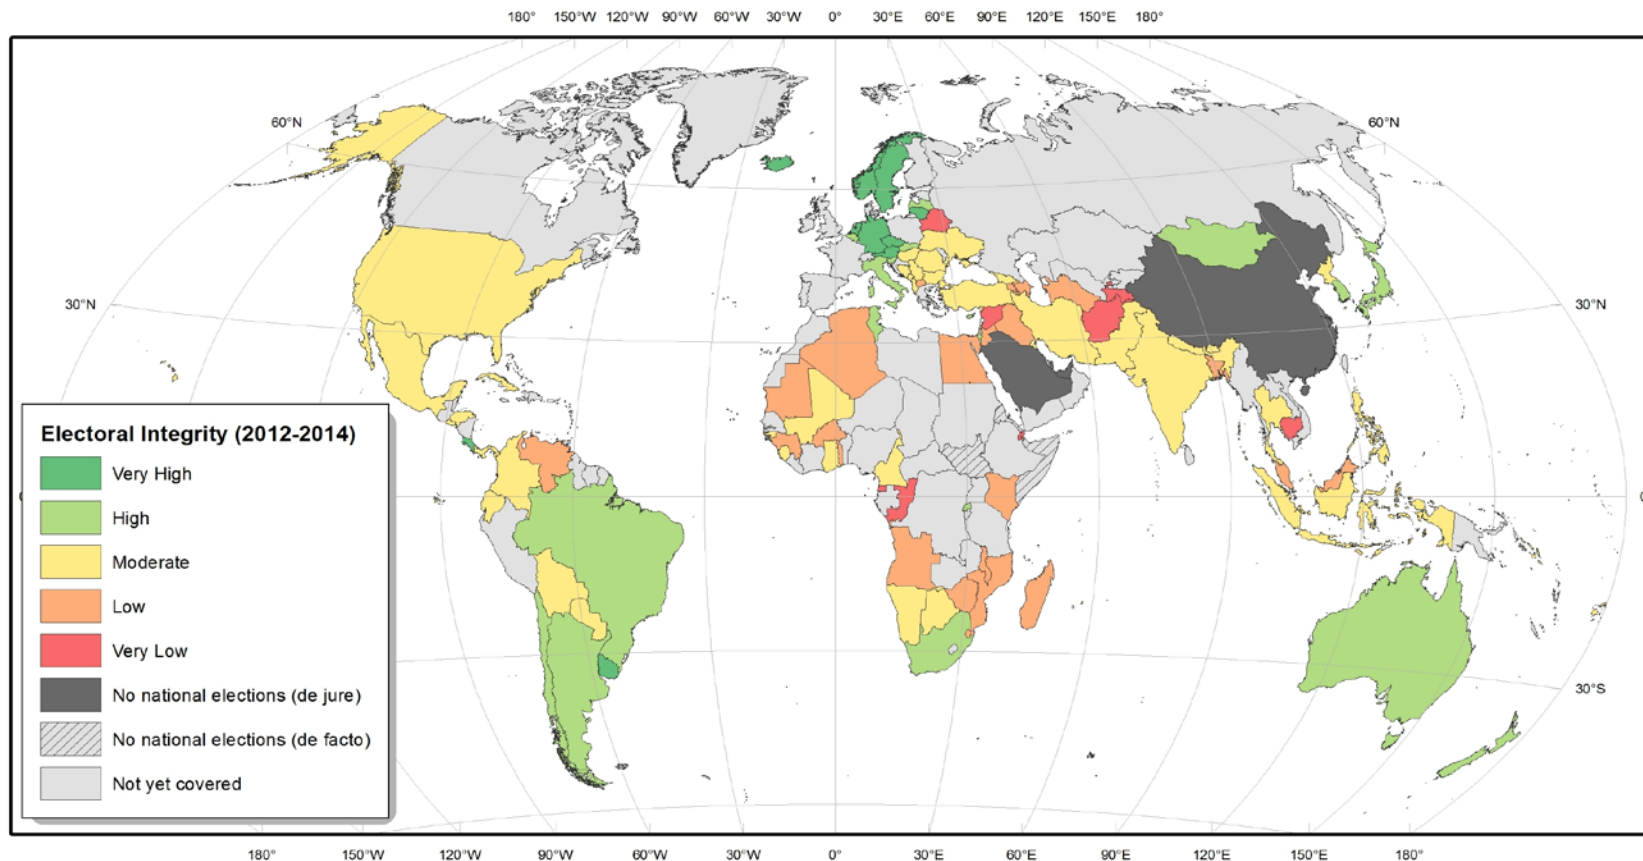 180° 150°W 120°W 90°W 60°W 30°W 0° 30°E 60°E 90°E 120°E 150°E 180°
60°N 60°N
30°N 30°N
Electoral Integrity (2012-2014)
Very High
High
Moderate
Low
Very Low
No national elections (de jure)
No national elections (de facto)
Not yet covered
0°
30°S
180° 150°W 120°W 90°W 60°W 30°W 0° 30°E 60°E 90°E 120°E 150°E 180°